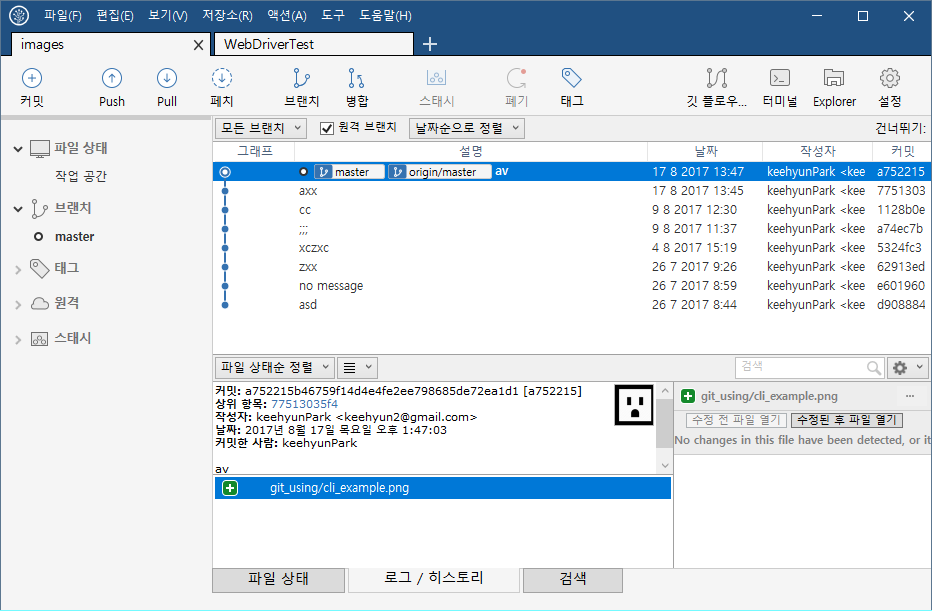 파일(F) 편집(E) 보기(V) 저장소(R) 액션(A) 도구 도움말(H)
images WebDriverTest
커밋 Push Pull 페치 브랜치 병합 스태시 폐기 태그 깃 플로우... 터미널 Explorer 설정
파일 상태
작업 공간
브랜치
master
태그
원격
스태시
모든 브랜치 원격 브랜치 날짜순으로 정렬 건너뛰기:
그래프 설명 날짜 작성자 커밋
master origin/master av 17 8 2017 13:47 keehyunPark <kee a752215
axx 17 8 2017 13:45 keehyunPark <kee 7751303
cc 9 8 2017 12:30 keehyunPark <kee 1128b0e
;;; 9 8 2017 11:37 keehyunPark <kee a74ec7b
xczxc 4 8 2017 15:19 keehyunPark <kee 5324fc3
zxx 26 7 2017 9:26 keehyunPark <kee 62913ed
no message 26 7 2017 8:59 keehyunPark <kee e601960
asd 26 7 2017 8:44 keehyunPark <kee d908884
파일 상태순 정렬 검색
커밋: a752215b46759f14d4e4fe2ee798685de72ea1d1 [a752215]
상위 항목: 77513035f4
작성자: keehyunPark <keehyun2@gmail.com>
날짜: 2017년 8월 17일 목요일 오후 1:47:03
커밋한 사람: keehyunPark
av
git_using/cli_example.png
git_using/cli_example.png ...
수정 전 파일 열기 수정된 후 파일 열기
No changes in this file have been detected, or it
파일 상태 로그 / 히스토리 검색